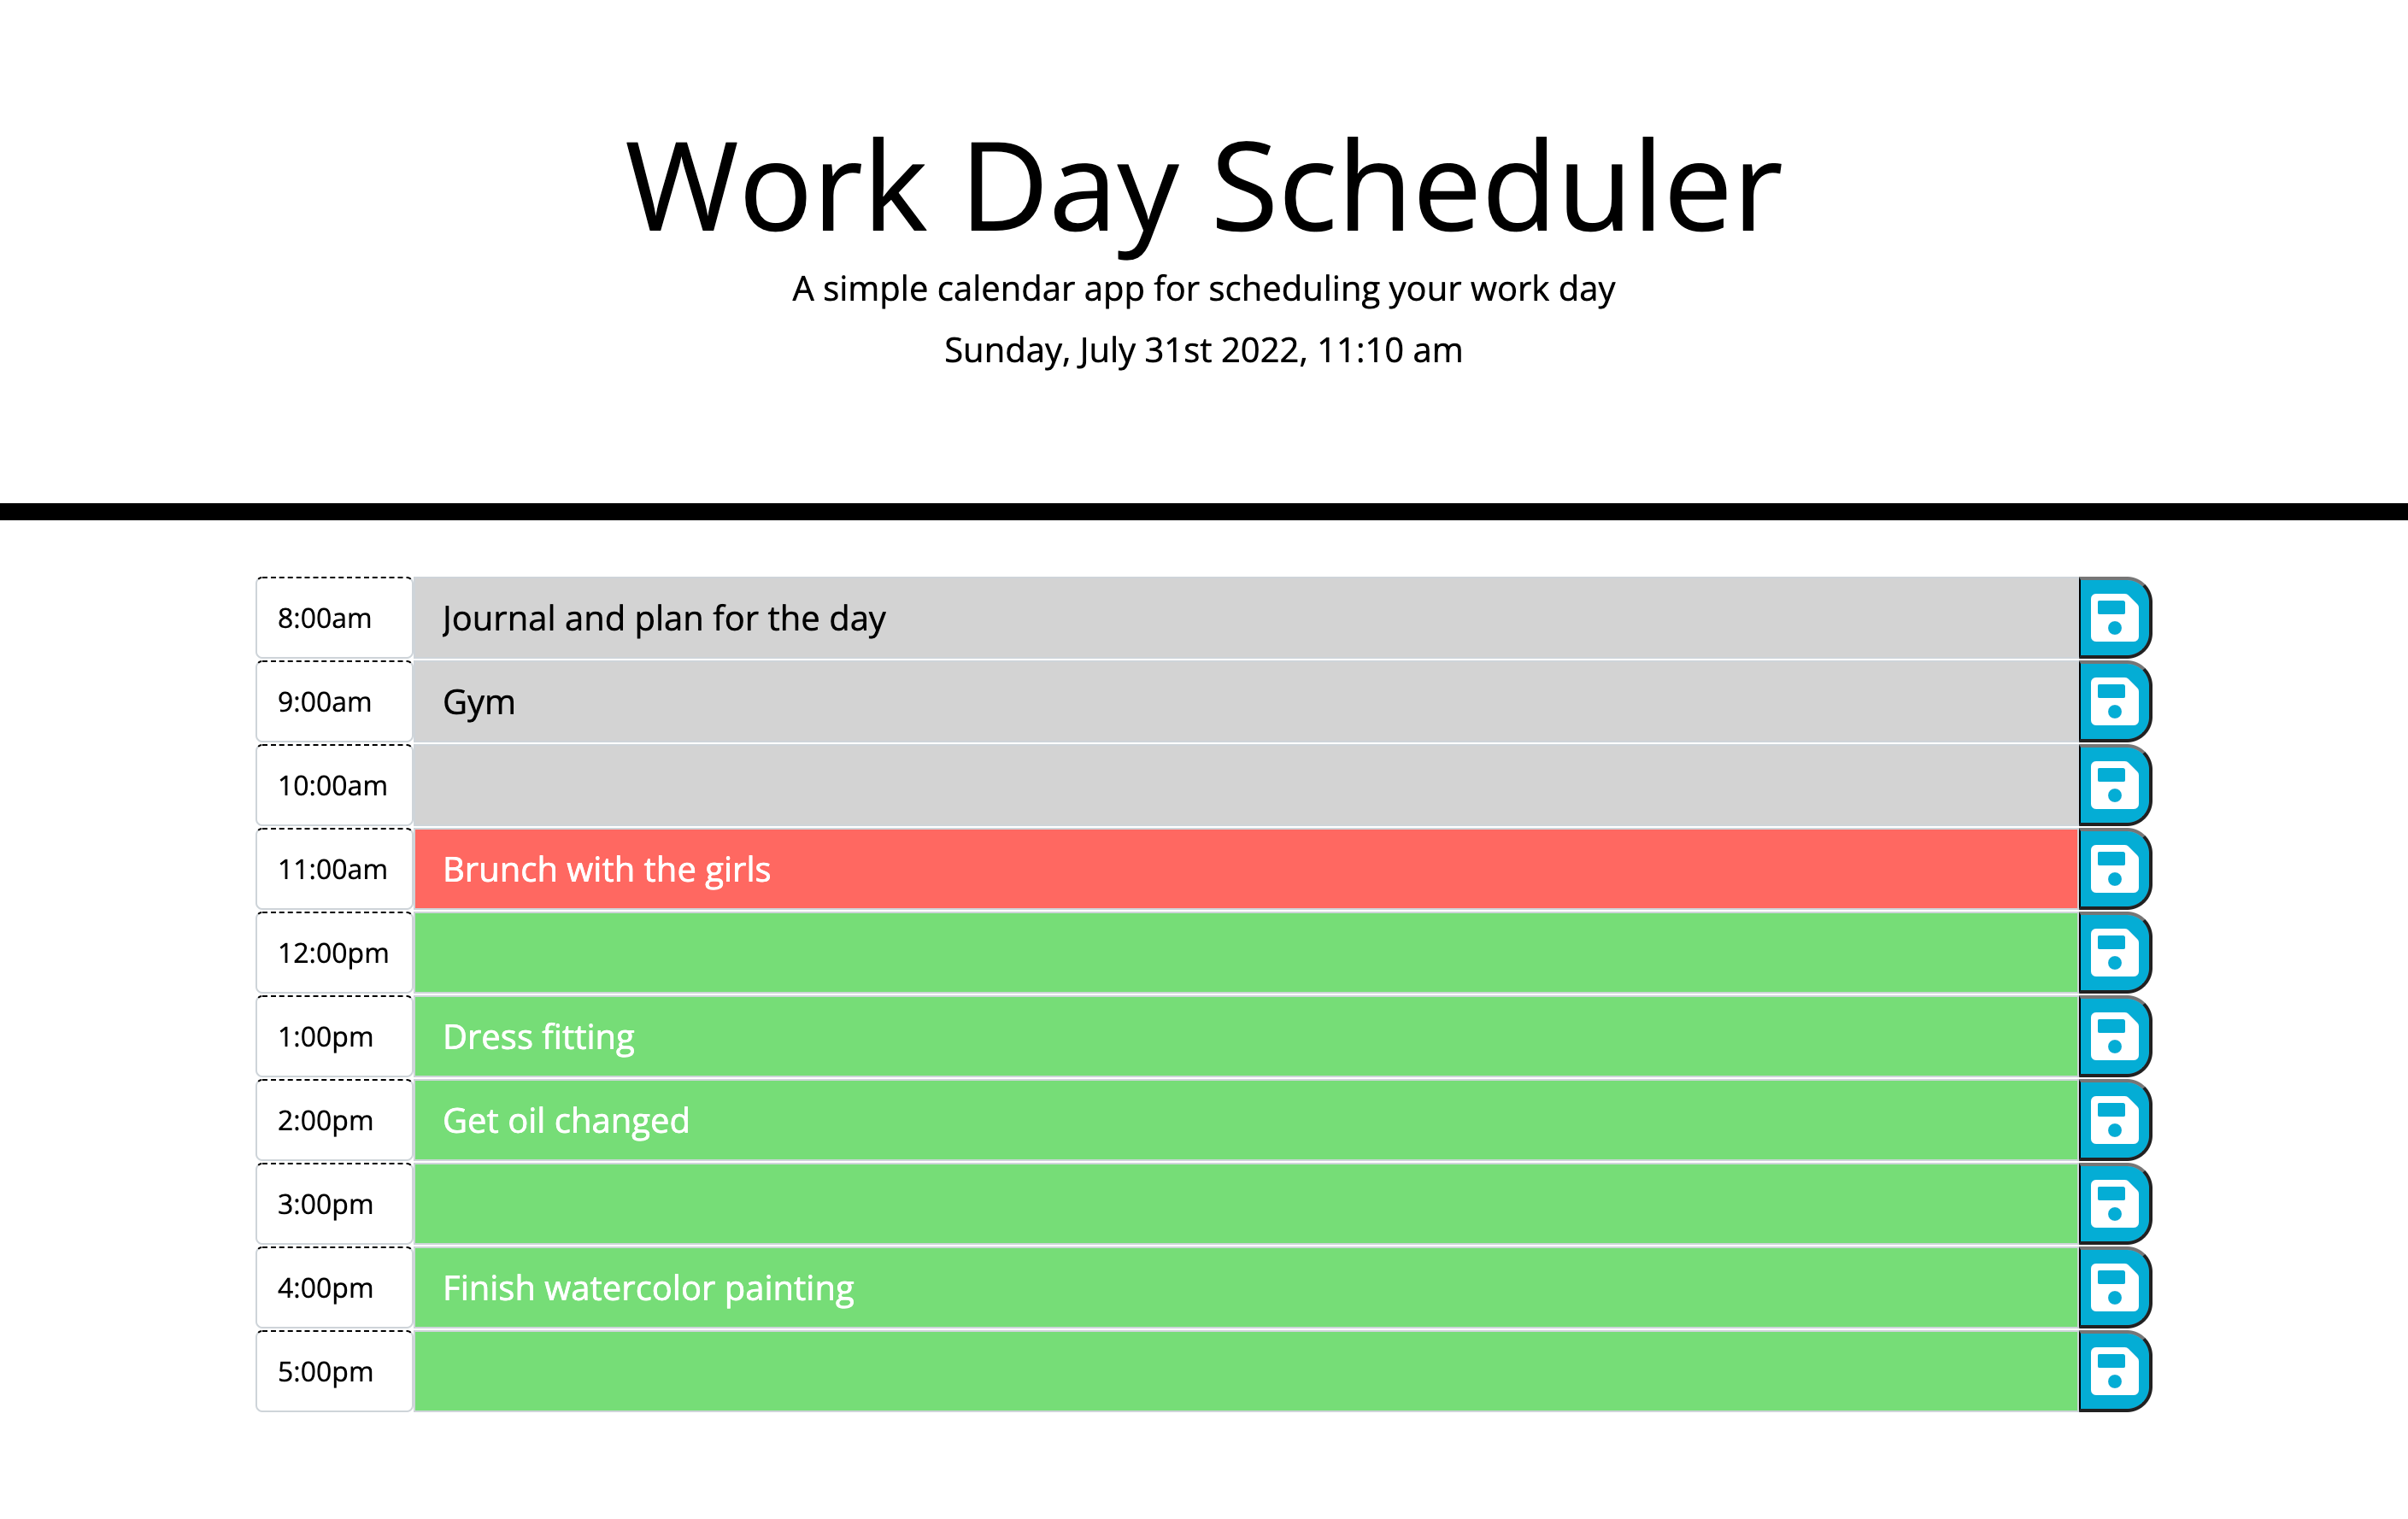 Work Day Scheduler
A simple calendar app for scheduling your work day
Sunday, July 31st 2022, 11:10 am
8:00am Journal and plan for the day
9:00am Gym
10:00am
11:00am Brunch with the girls
12:00pm
1:00pm Dress fitting
2:00pm Get oil changed
3:00pm
4:00pm Finish watercolor painting
5:00pm